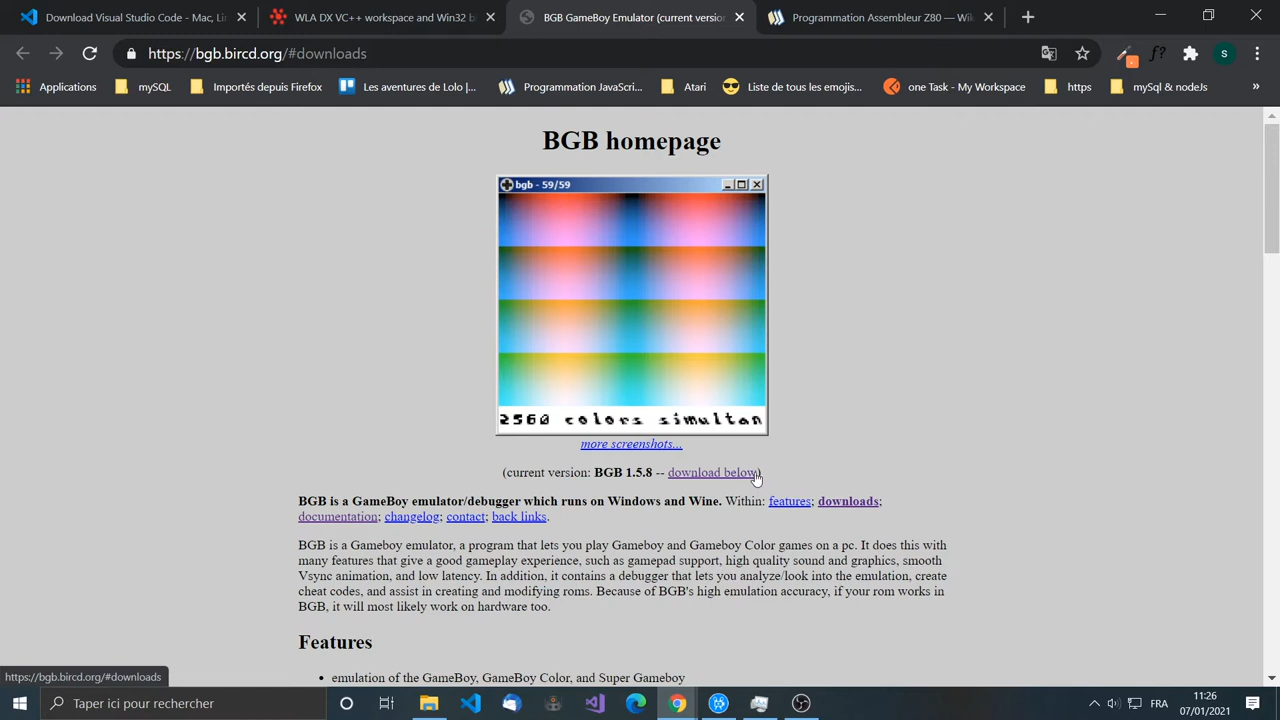 Download Visual Studio Code - Mac, Lin
WLA DX VC++ workspace and Win32 b
BGB GameBoy Emulator (current versio
Programmation Assembleur Z80 — Wik
https://bgb.bircd.org/#downloads
Applications
mySQL
Importés depuis Firefox
Les aventures de Lolo |...
Programmation JavaScri...
Atari
Liste de tous les emojis...
one Task - My Workspace
https
mySql & nodeJs
»
BGB homepage
bgb - 59/59
2560 colors simultan
more screenshots...
(current version: BGB 1.5.8 -- download below)
BGB is a GameBoy emulator/debugger which runs on Windows and Wine. Within: features; downloads;
documentation; changelog; contact; back links.
BGB is a Gameboy emulator, a program that lets you play Gameboy and Gameboy Color games on a pc. It does this with
many features that give a good gameplay experience, such as gamepad support, high quality sound and graphics, smooth
Vsync animation, and low latency. In addition, it contains a debugger that lets you analyze/look into the emulation, create
cheat codes, and assist in creating and modifying roms. Because of BGB's high emulation accuracy, if your rom works in
BGB, it will most likely work on hardware too.
Features
• emulation of the GameBoy, GameBoy Color, and Super Gameboy
https://bgb.bircd.org/#downloads
Taper ici pour rechercher
FRA
11:26
07/01/2021